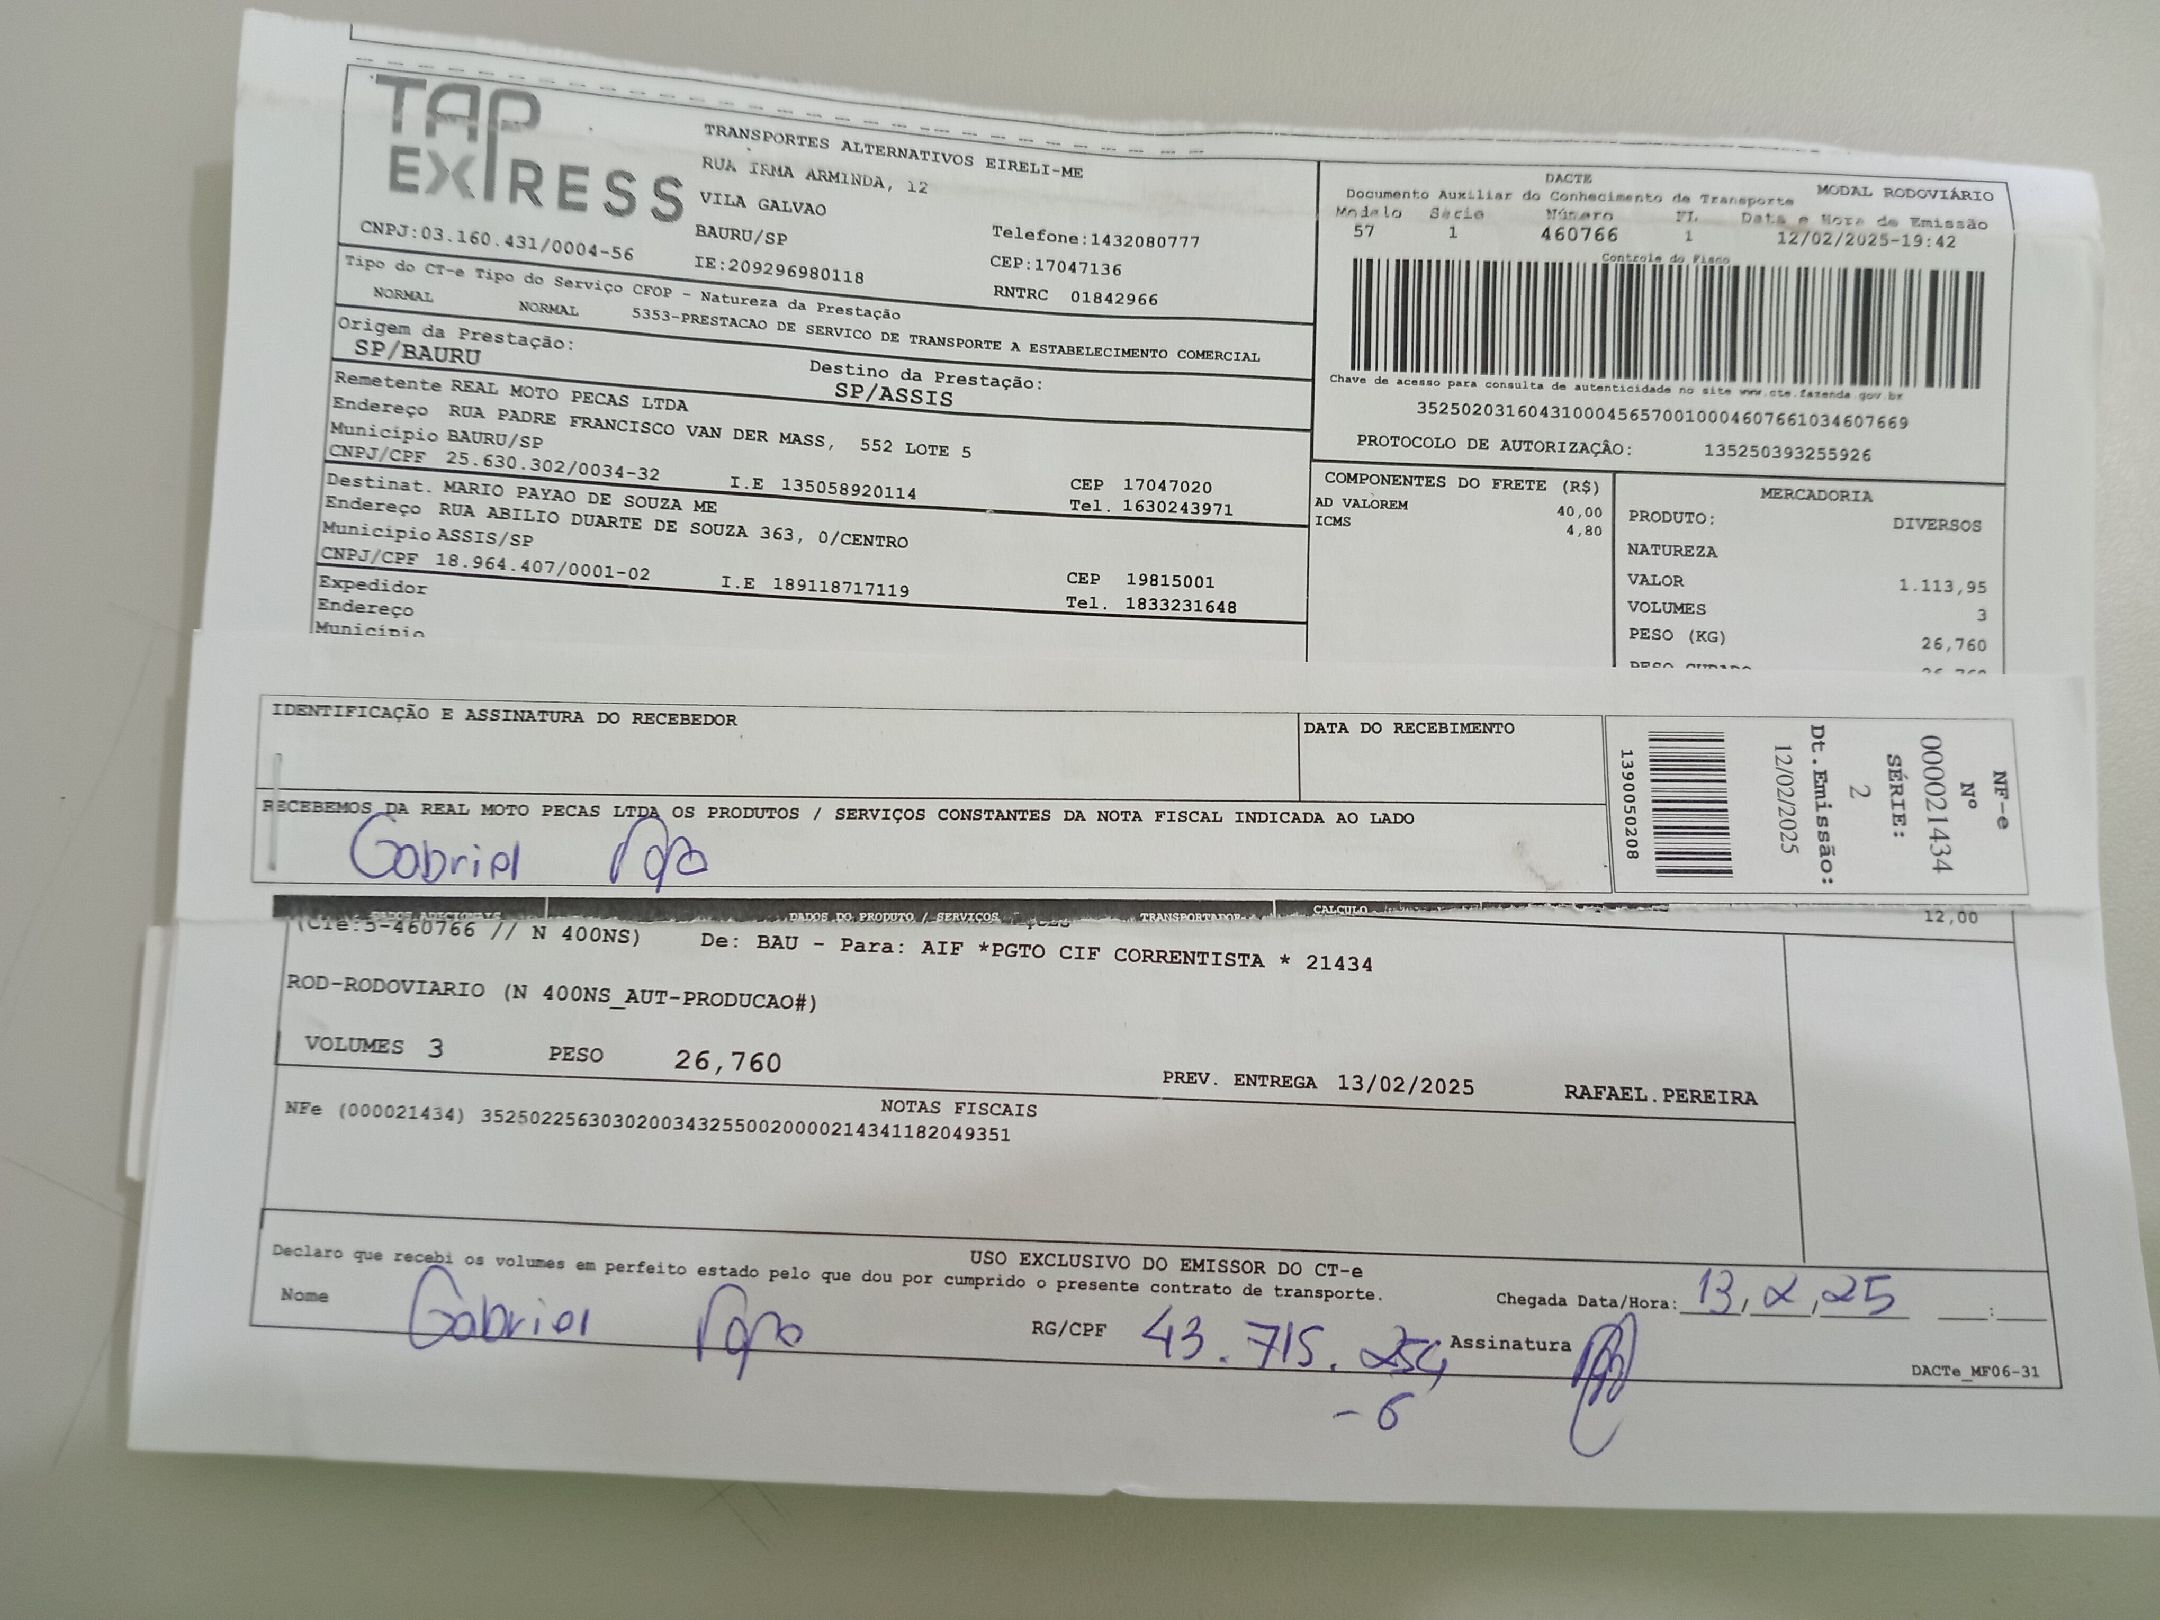 TAP EXPRESS
TRANSPORTES ALTERNATIVOS EIRELI-ME
RUA IRMA ARMINDA, 12
VILA GALVAO
BAURU/SP
Telefone:1432080777
CNPJ:03.160.431/0004-56
IE:209296980118
CEP:17047136
RNTRC 01842966
DACTE
MODAL RODOVIÁRIO
Documento Auxiliar do Conhecimento de Transporte
Modelo Serie Número FL Data e Hora de Emissão
57 1 460766 1 12/02/2025-19:42
Controle do Fisco
Chave de acesso para consulta de autenticidade no site www.cte.fazenda.gov.br
35250203160431000456570010004607661034607669
PROTOCOLO DE AUTORIZAÇÂO: 135250393255926
Tipo do CT-e Tipo do Serviço CFOP - Natureza da Prestação
NORMAL NORMAL 5353-PRESTACAO DE SERVICO DE TRANSPORTE A ESTABELECIMENTO COMERCIAL
Origem da Prestação:
SP/BAURU
Destino da Prestação:
SP/ASSIS
Remetente REAL MOTO PECAS LTDA
Endereço RUA PADRE FRANCISCO VAN DER MASS, 552 LOTE 5
Município BAURU/SP
CEP 17047020
CNPJ/CPF 25.630.302/0034-32 I.E 135058920114 Tel. 1630243971
Destinat. MARIO PAYAO DE SOUZA ME
Endereço RUA ABILIO DUARTE DE SOUZA 363, 0/CENTRO
Município ASSIS/SP
CEP 19815001
CNPJ/CPF 18.964.407/0001-02 I.E 189118717119 Tel. 1833231648
Expedidor
Endereço
Município
COMPONENTES DO FRETE (R$)
AD VALOREM 40,00
ICMS 4,80
MERCADORIA
PRODUTO: DIVERSOS
NATUREZA
VALOR 1.113,95
VOLUMES 3
PESO (KG) 26,760
IDENTIFICAÇÃO E ASSINATURA DO RECEBEDOR
DATA DO RECEBIMENTO
RECEBEMOS DA REAL MOTO PECAS LTDA OS PRODUTOS / SERVIÇOS CONSTANTES DA NOTA FISCAL INDICADA AO LADO
Gabriel
1390050208
NF-e
Nº
000021434
SÉRIE:
2
Dt.Emissão:
12/02/2025
DADOS ADICIONAIS DADOS DO PRODUTO / SERVIÇOS TRANSPORTADOR CALCULO
12,00
(Cte:5-460766 // N 400NS) De: BAU - Para: AIF *PGTO CIF CORRENTISTA * 21434
ROD-RODOVIARIO (N 400NS_AUT-PRODUCAO#)
VOLUMES 3 PESO 26,760
PREV. ENTREGA 13/02/2025 RAFAEL.PEREIRA
NOTAS FISCAIS
NFe (000021434) 35250225630302003432550020000214341182049351
USO EXCLUSIVO DO EMISSOR DO CT-e
Declaro que recebi os volumes em perfeito estado pelo que dou por cumprido o presente contrato de transporte.
Chegada Data/Hora: 13,2,25 :
Nome Gabriel
RG/CPF 43.715.254
-6
Assinatura
DACTe_MF06-31